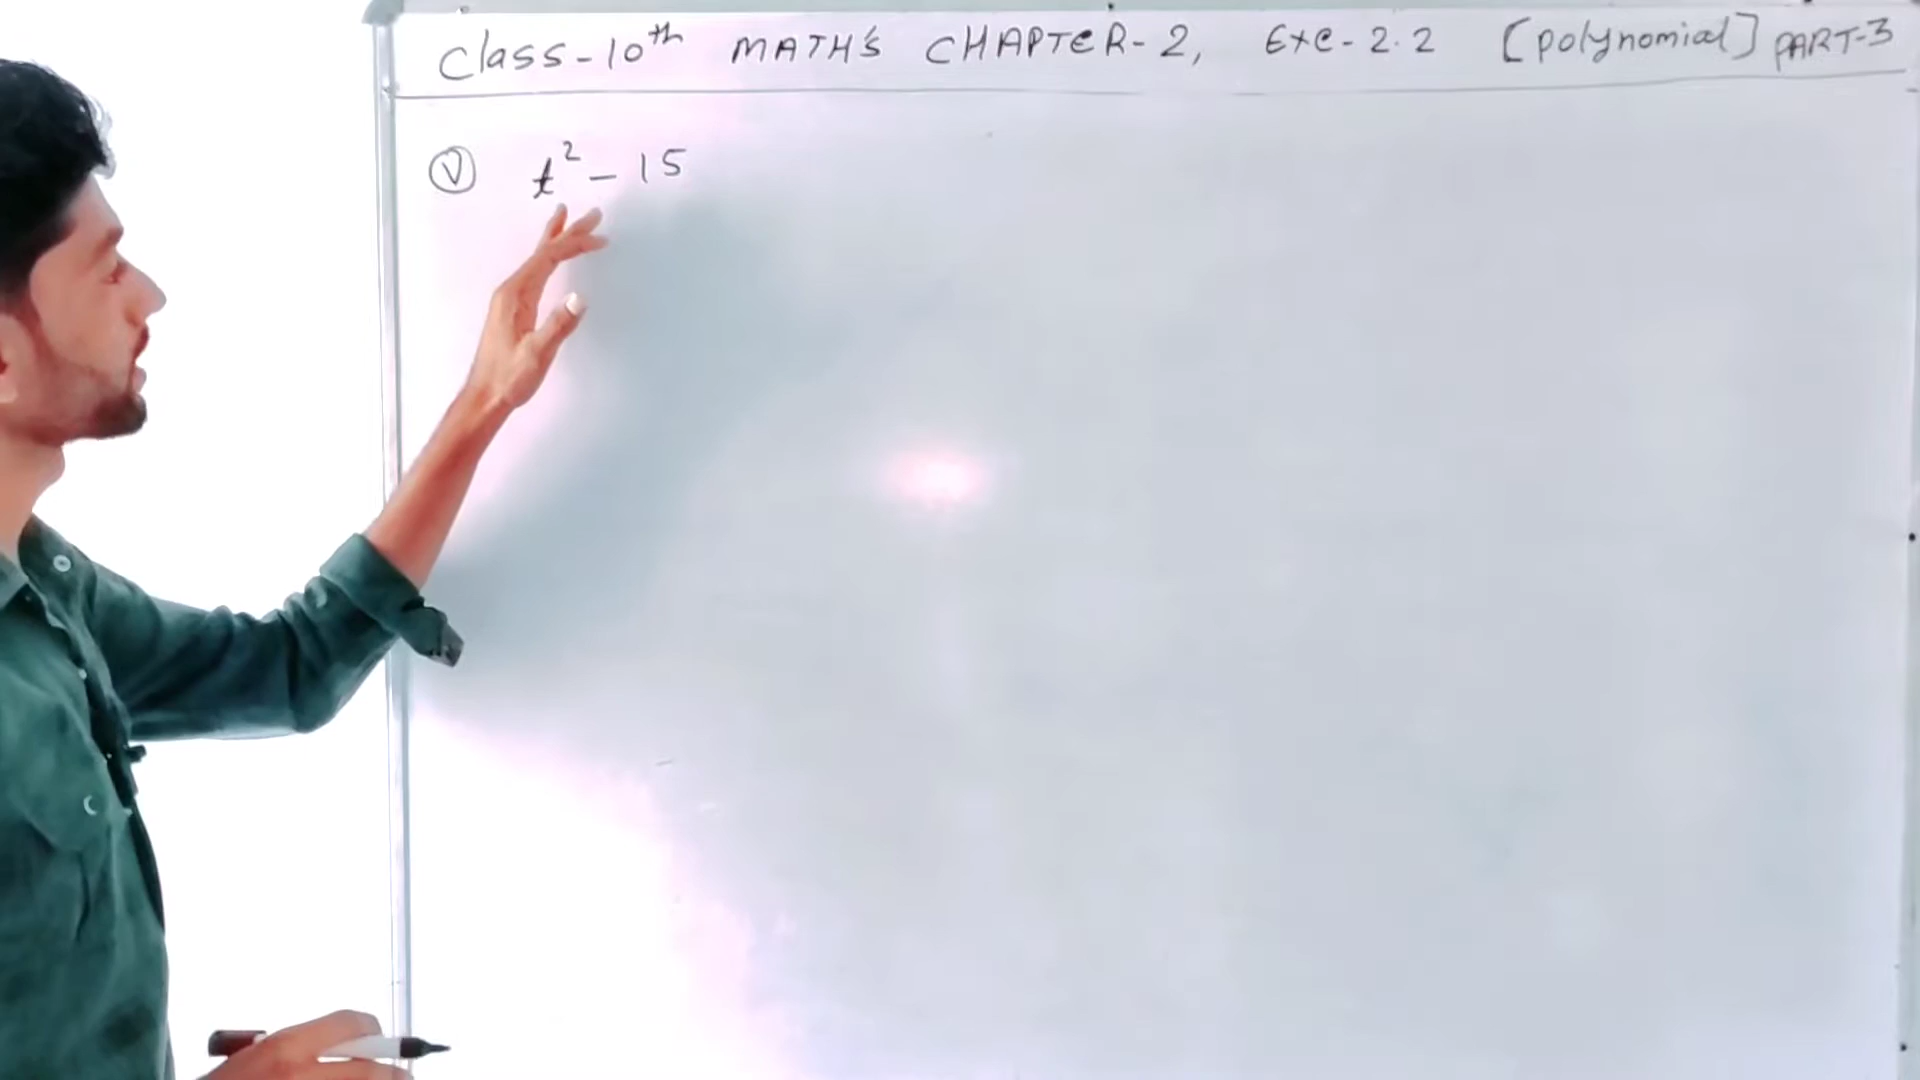 Class-10th MATH'S CHAPTER-2, Exe-2.2 [polynomial] PART-3
(V) t²-15